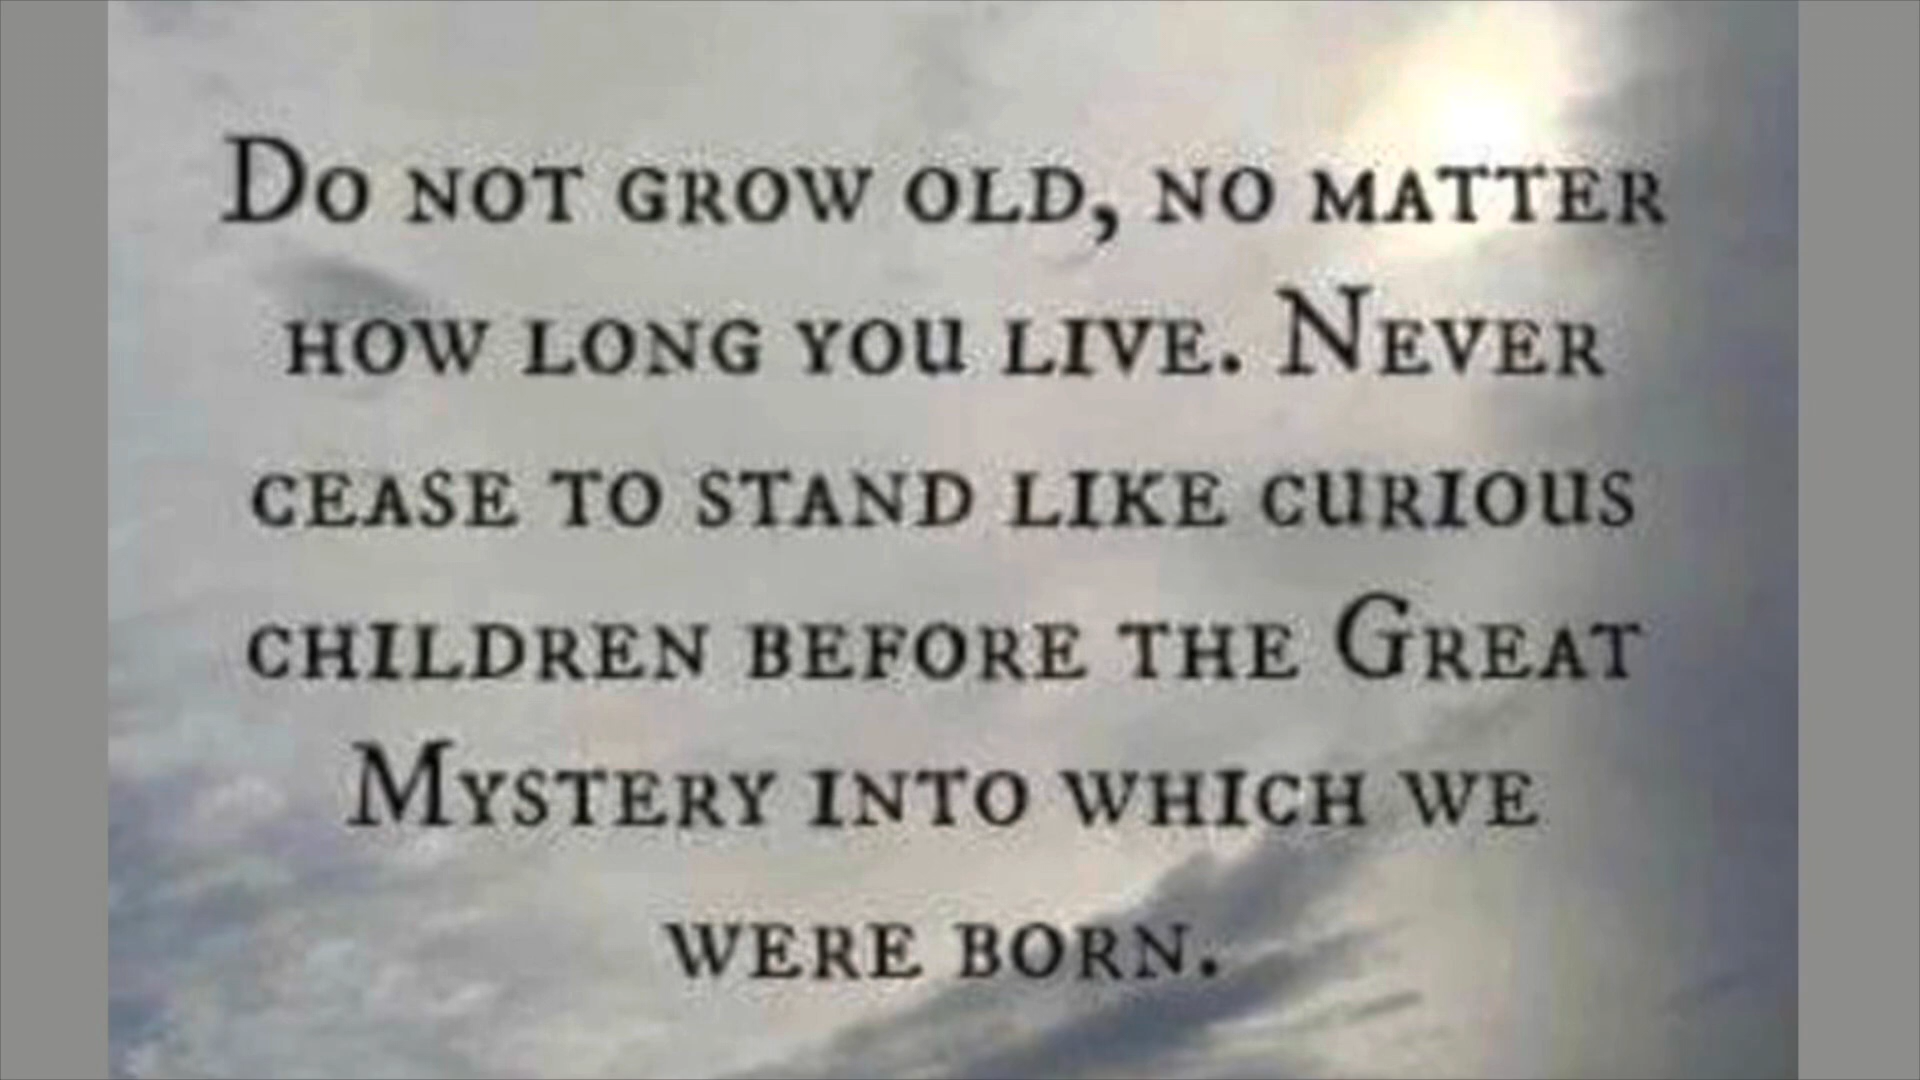 Do not grow old, no matter
how long you live. Never
cease to stand like curious
children before the Great
Mystery into which we
were born.